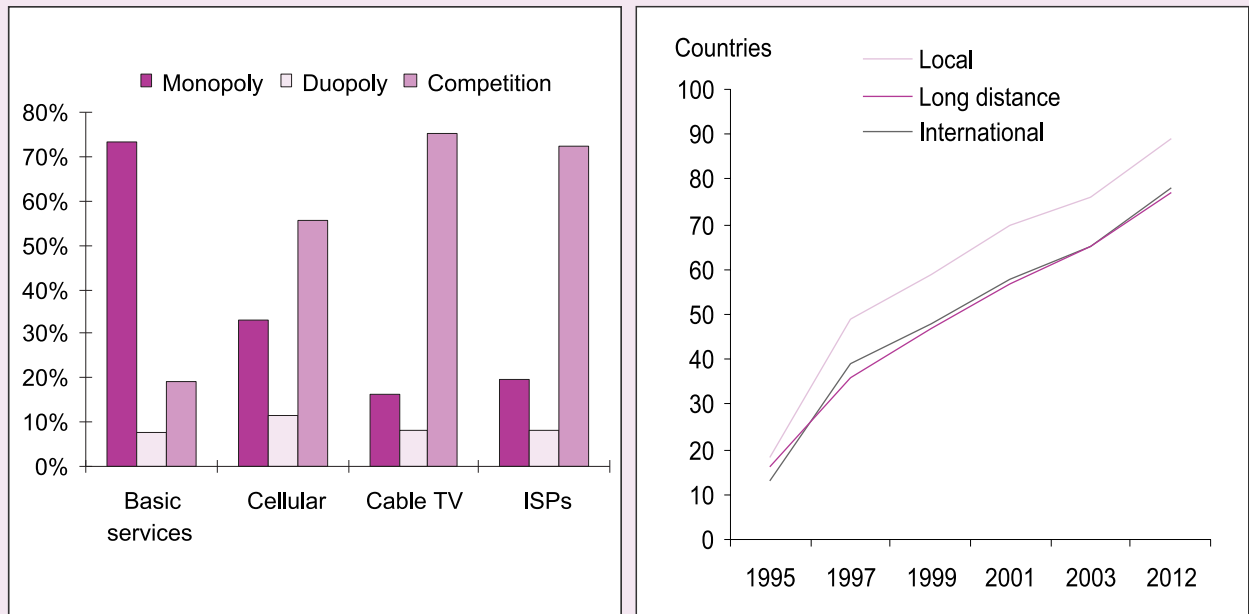 Monopoly Duopoly Competition
80%
70%
60%
50%
40%
30%
20%
10%
0%
Basic services Cellular Cable TV ISPs
Countries
Local
Long distance
International
100
90
80
70
60
50
40
30
20
10
0
1995 1997 1999 2001 2003 2012